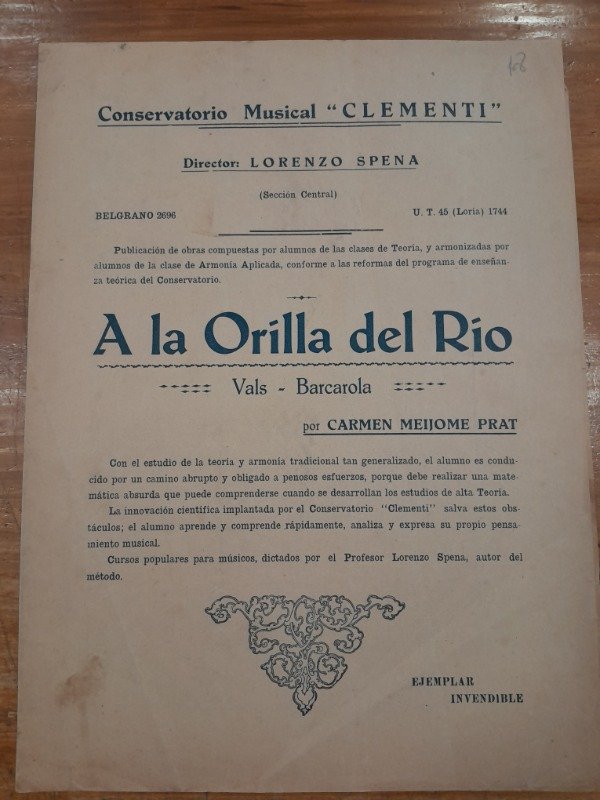 Conservatorio Musical "CLEMENTI"
Director: LORENZO SPENA
(Sección Central)
BELGRANO 2696
U. T. 45 (Loria) 1744
Publicación de obras compuestas por alumnos de las clases de Teoría, y armonizadas por
alumnos de la clase de Armonía Aplicada, conforme a las reformas del programa de enseñan-
za teórica del Conservatorio.
A la Orilla del Río
Vals - Barcarola
por CARMEN MEIJOME PRAT
Con el estudio de la teoría y armonía tradicional tan generalizado, el alumno es condu-
cido por un camino abrupto y obligado a penosos esfuerzos, porque debe realizar una mate-
mática absurda que puede comprenderse cuando se desarrollan los estudios de alta Teoría.
La innovación científica implantada por el Conservatorio "Clementi" salva estos obs-
táculos; el alumno aprende y comprende rápidamente, analiza y expresa su propio pensa-
miento musical.
Cursos populares para músicos, dictados por el Profesor Lorenzo Spena, autor del
método.
EJEMPLAR
INVENDIBLE